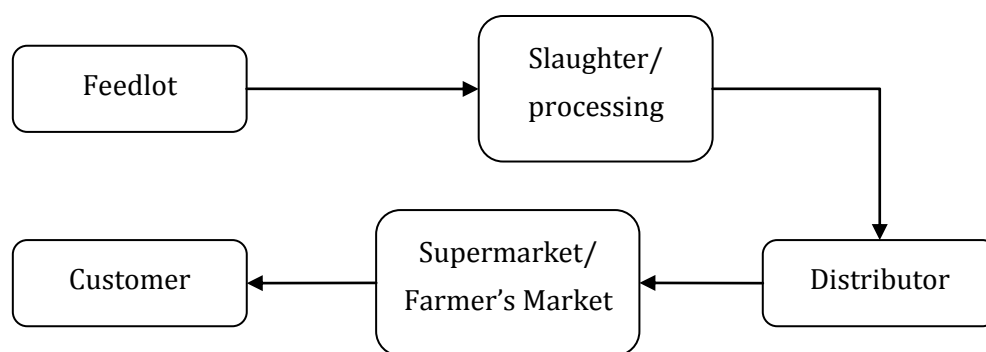 Feedlot
Slaughter/
processing
Distributor
Supermarket/
Farmer’s Market
Customer